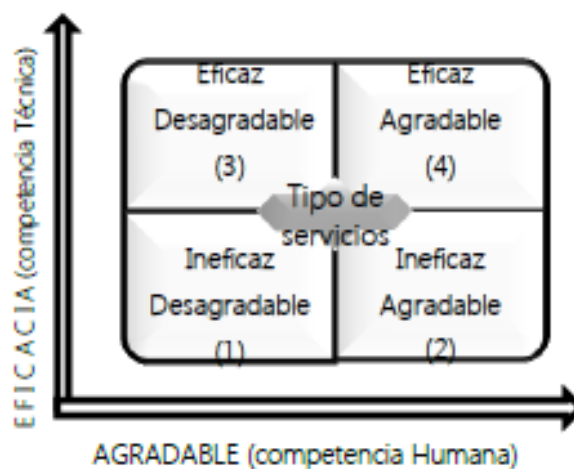 EFICACIA (competencia Técnica)
Eficaz
Desagradable
(3)
Eficaz
Agradable
(4)
Tipo de
servicios
Ineficaz
Desagradable
(1)
Ineficaz
Agradable
(2)
AGRADABLE (competencia Humana)